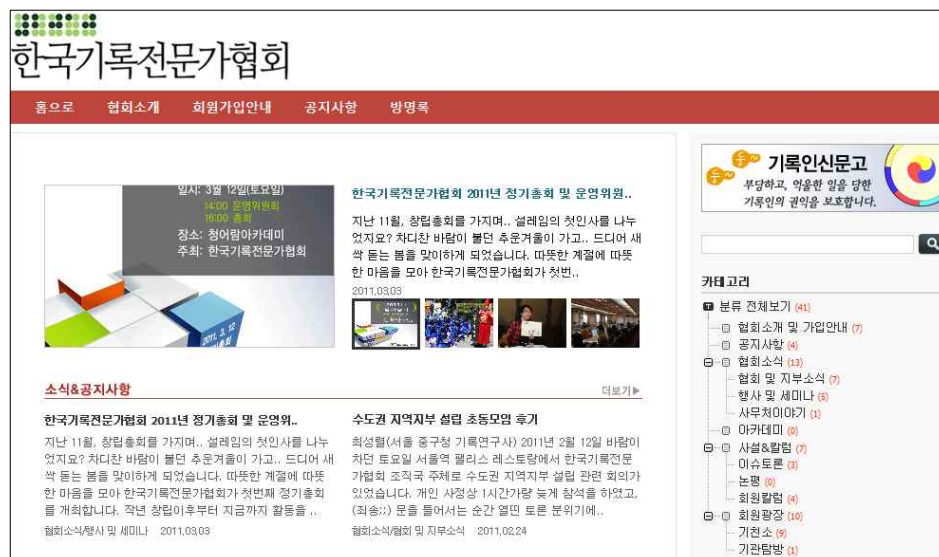 한국기록전문가협회
홈으로 협회소개 회원가입안내 공지사항 방명록
일시: 3월 12일(토요일)
14:00 운영위원회
16:00 총회
장소: 청어람아카데미
주최: 한국기록전문가협회
2011. 3. 12
한국기록전문가협회 2011년 정기총회 및 운영위원..
지난 11월, 창립총회를 가지며.. 설레임의 첫인사를 나누
었지요? 차디찬 바람이 불던 추운겨울이 가고.. 드디어 새
싹 돋는 봄을 맞이하게 되었습니다. 따뜻한 계절에 따뜻
한 마음을 모아 한국기록전문가협회가 첫번..
2011.03.03
소식&공지사항 더보기▶
한국기록전문가협회 2011년 정기총회 및 운영위..
지난 11월, 창립총회를 가지며.. 설레임의 첫인사를 나누
었지요? 차디찬 바람이 불던 추운겨울이 가고.. 드디어 새
싹 돋는 봄을 맞이하게 되었습니다. 따뜻한 계절에 따뜻
한 마음을 모아 한국기록전문가협회가 첫번째 정기총회
를 개최합니다. 작년 창립이후부터 지금까지 활동을 ..
협회소식/행사 및 세미나 2011.03.03
수도권 지역지부 설립 초동모임 후기
최성렬(서울 중구청 기록연구사) 2011년 2월 12일 바람이
차던 토요일 서울역 팰리스 레스토랑에서 한국기록전문
가협회 조직국 주체로 수도권 지역지부 설립 관련 회의가
있었습니다. 개인 사정상 1시간가량 늦게 참석을 하였고,
(죄송;;) 문을 들어서는 순간 열띤 토론 분위기에..
협회소식/협회 및 지부소식 2011.02.24
두~ 두~ 기록인신문고
부당하고, 억울한 일을 당한
기록인의 권익을 보호합니다.
카테고리
분류 전체보기 (41)
협회소개 및 가입안내 (7)
공지사항 (4)
협회소식 (13)
협회 및 지부소식 (7)
행사 및 세미나 (5)
사무처이야기 (1)
아카데미 (0)
사설&칼럼 (7)
이슈토론 (3)
논평 (0)
회원칼럼 (4)
회원광장 (10)
기천소 (9)
기관탐방 (1)